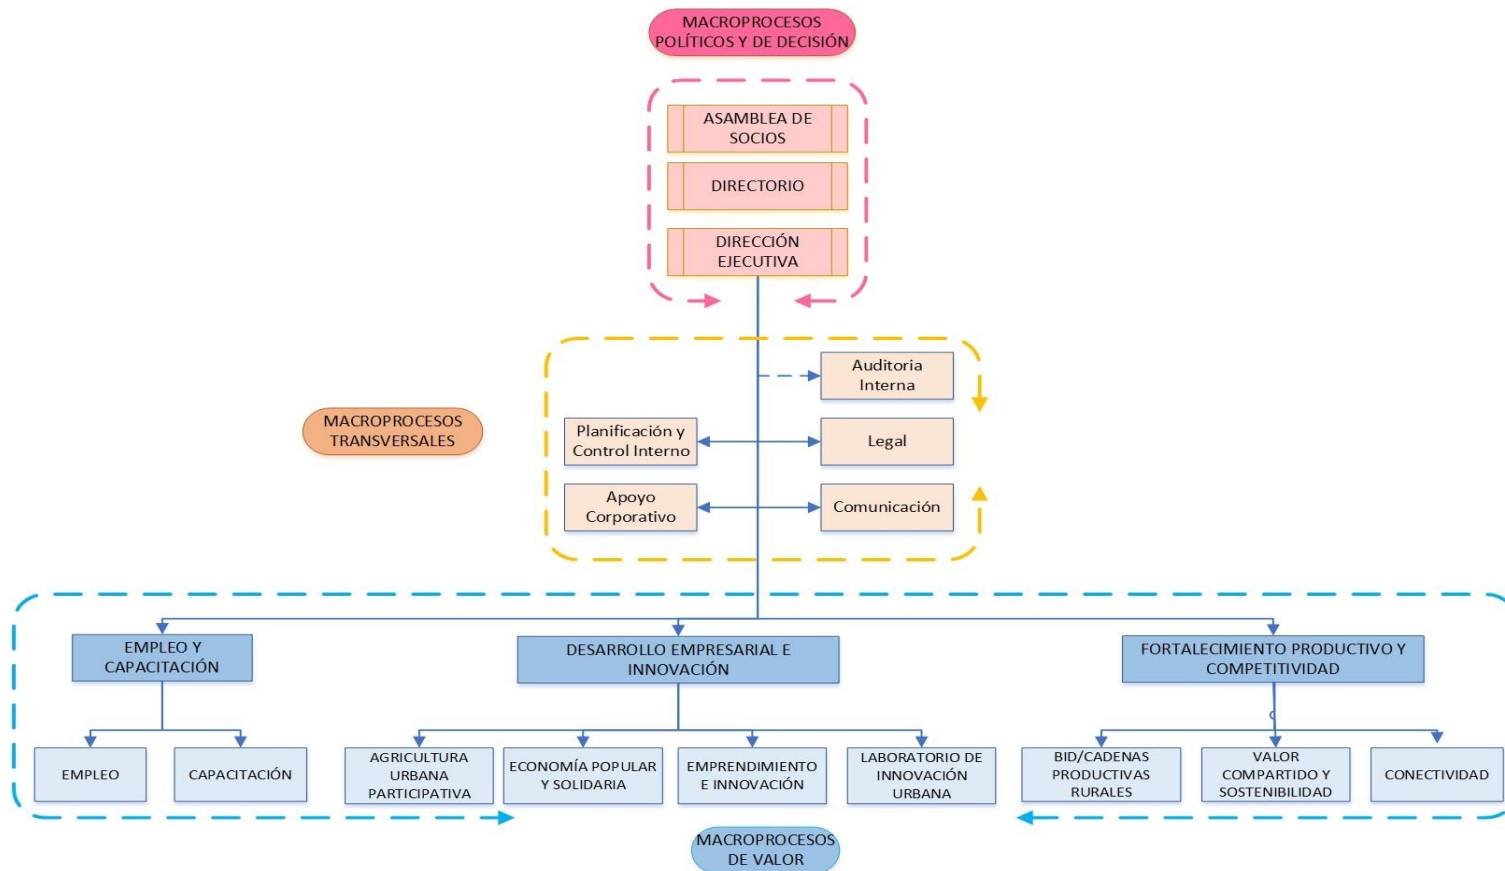 MACROPROCESOS
POLÍTICOS Y DE DECISIÓN
ASAMBLEA DE
SOCIOS
DIRECTORIO
DIRECCIÓN
EJECUTIVA
MACROPROCESOS
TRANSVERSALES
Auditoria
Interna
Planificación y
Control Interno
Legal
Apoyo
Corporativo
Comunicación
EMPLEO Y
CAPACITACIÓN
DESARROLLO EMPRESARIAL E
INNOVACIÓN
FORTALECIMIENTO PRODUCTIVO Y
COMPETITIVIDAD
EMPLEO
CAPACITACIÓN
AGRICULTURA
URBANA
PARTICIPATIVA
ECONOMÍA POPULAR
Y SOLIDARIA
EMPRENDIMIENTO
E INNOVACIÓN
LABORATORIO DE
INNOVACIÓN
URBANA
BID/CADENAS
PRODUCTIVAS
RURALES
VALOR
COMPARTIDO Y
SOSTENIBILIDAD
CONECTIVIDAD
MACROPROCESOS
DE VALOR